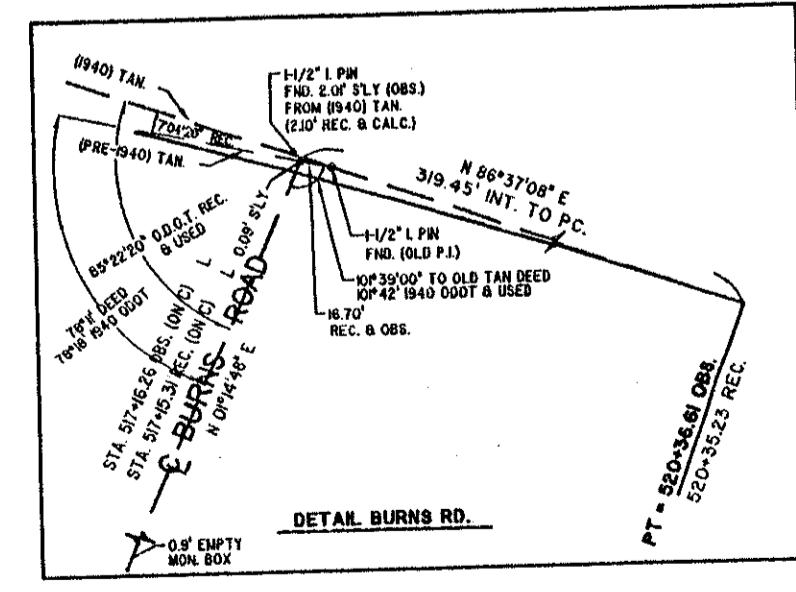 (1940) TAN.
1-1/2" I. PIN
FND. 2.01' S'LY (OBS.)
FROM (1940) TAN.
(2.10' REC. & CALC.)
7°04'20" REC.
(PRE-1940) TAN.
N 86°37'08" E
319.45' INT. TO P.C.
0.09' S'LY
1-1/2" I. PIN
FND. (OLD P.I.)
101°39'00" TO OLD TAN DEED
101°42' 1940 ODOT & USED
16.70'
REC. & OBS.
85°22'20" O.D.O.T. REC.
& USED
78°11' DEED
78°18' 1940 ODOT
STA. 517+16.26 OBS. (ON C) L
STA. 517+15.31 REC. (ON C) L
BURNS ROAD
N 01°14'48" E
PT = 520+36.61 OBS.
520+35.23 REC.
DETAIL BURNS RD.
0.9' EMPTY
MON. BOX